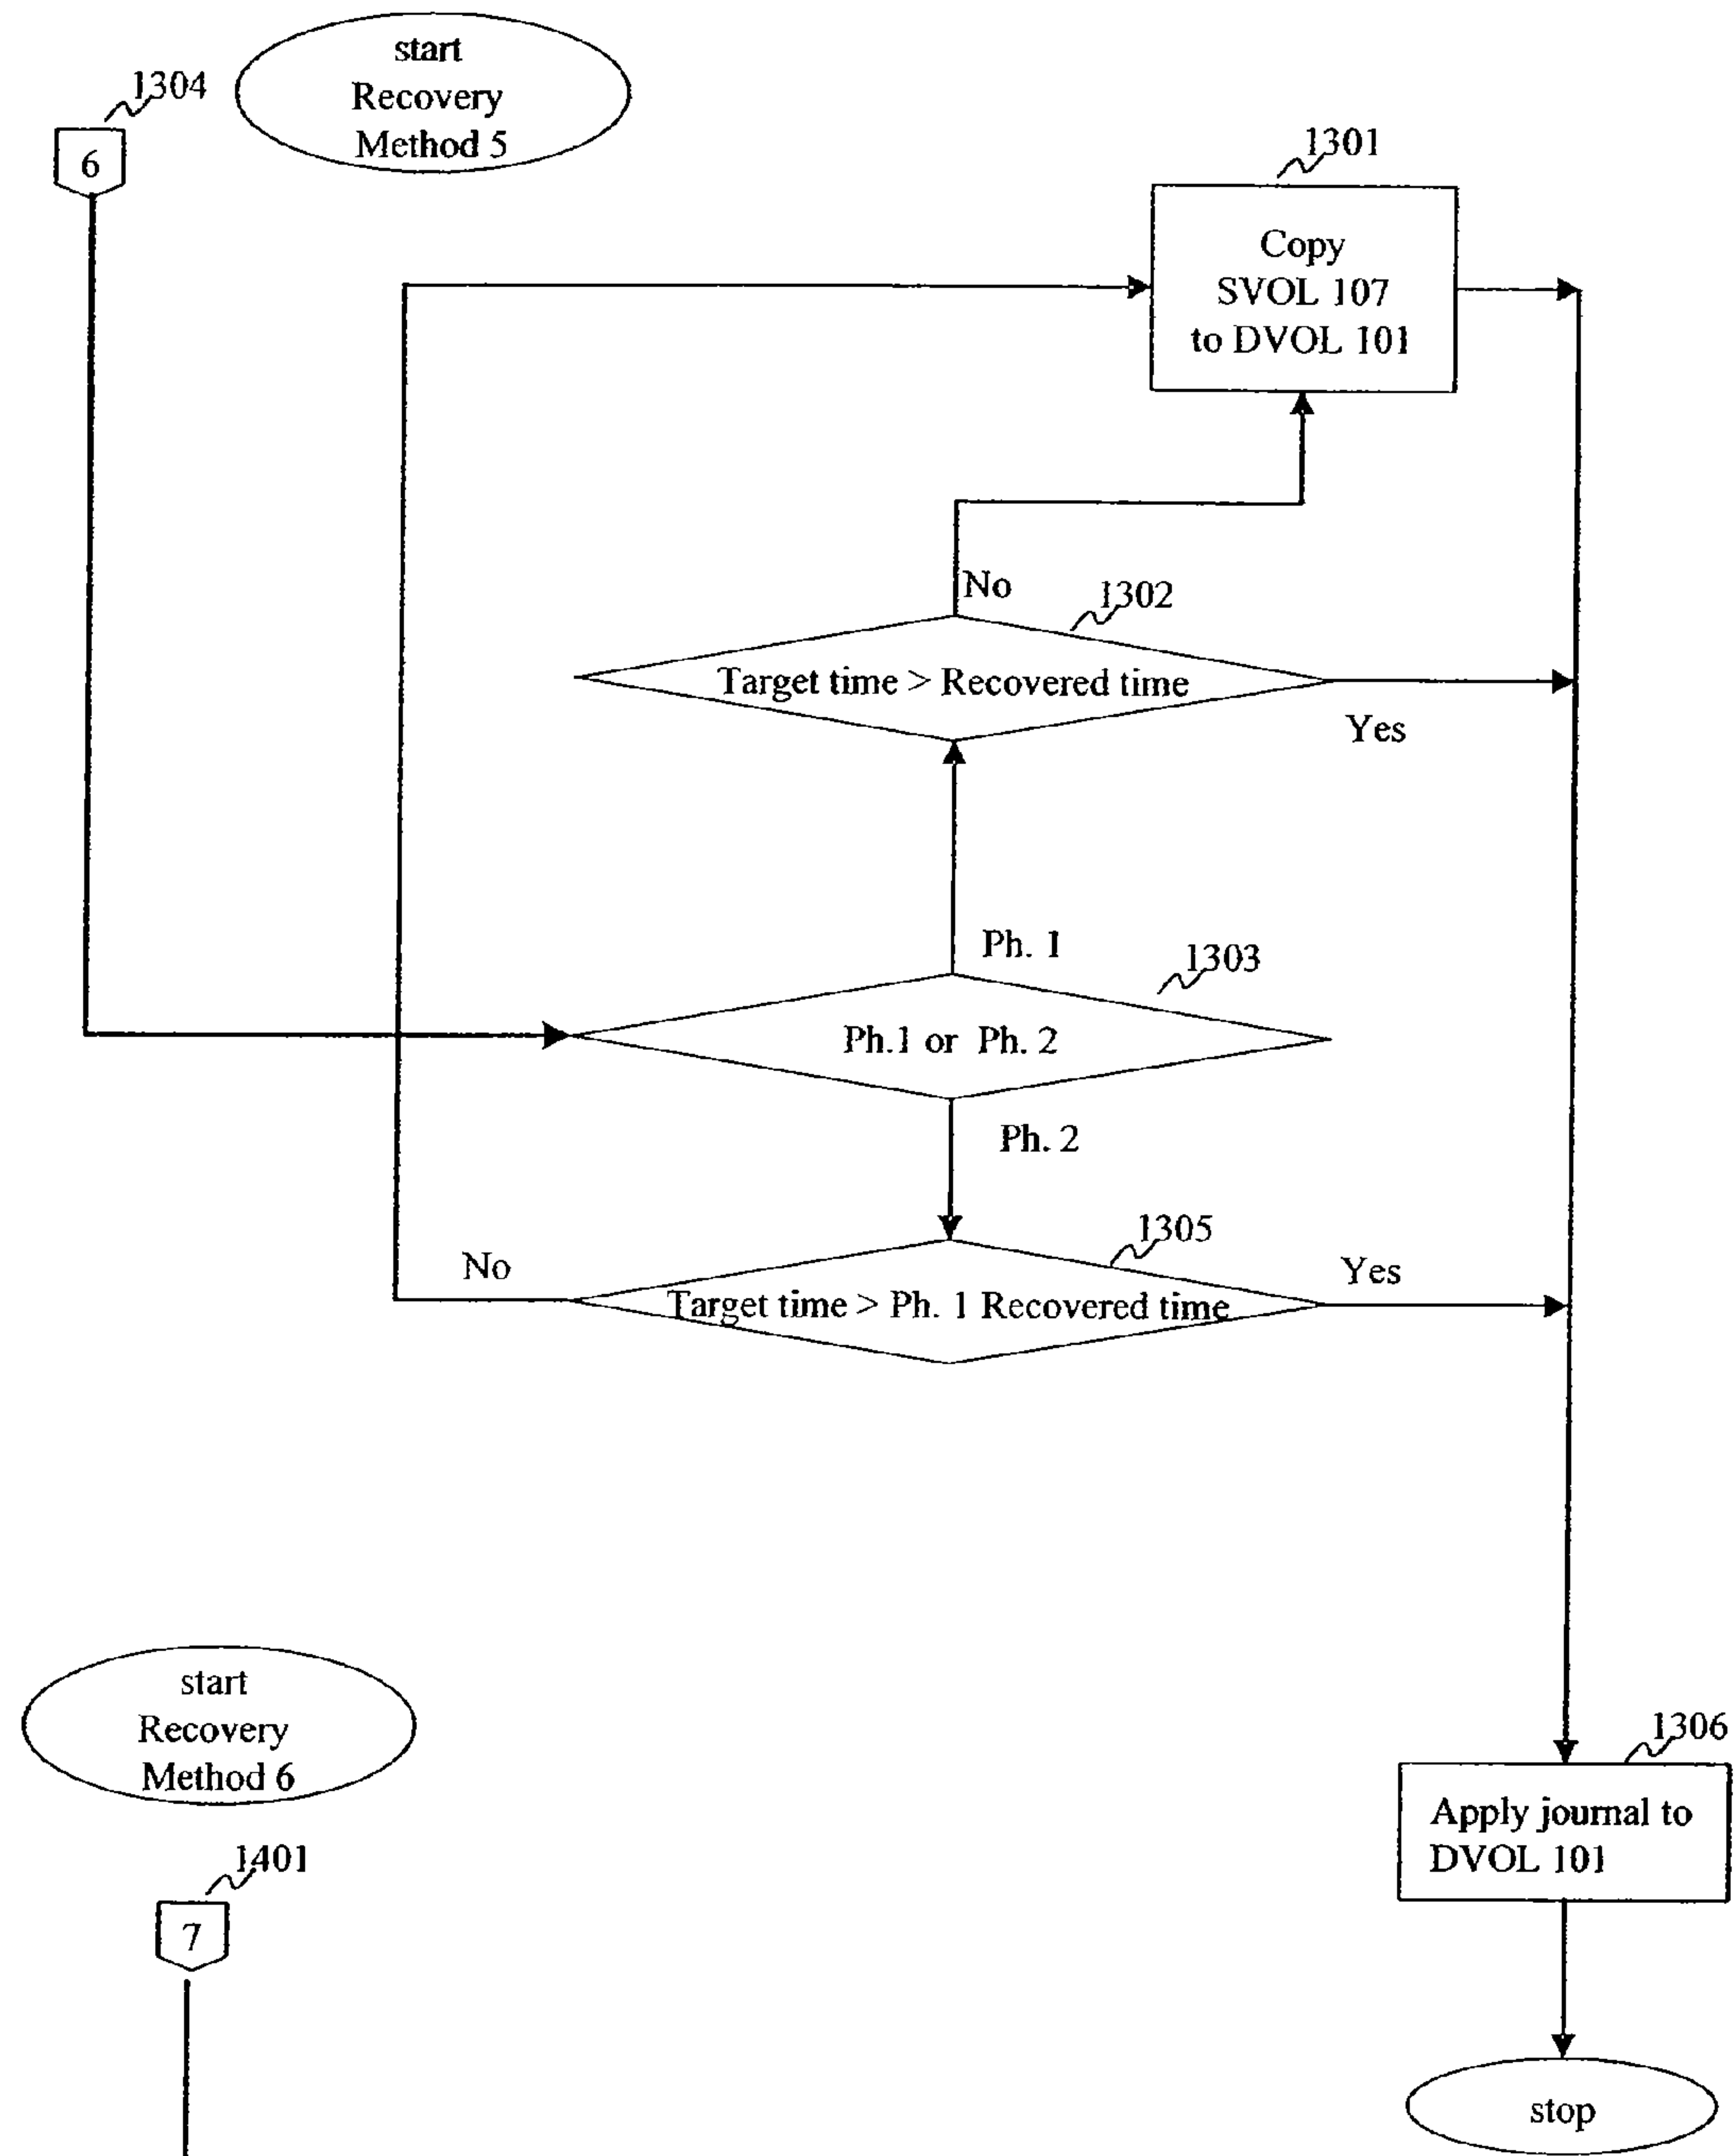 start
Recovery
Method 5
1304
6
1301
Copy
SVOL 107
to DVOL 101
No
1302
Target time > Recovered time
Yes
Ph. 1
1303
Ph.1 or Ph. 2
Ph. 2
1305
No
Yes
Target time > Ph. 1 Recovered time
start
Recovery
Method 6
1306
Apply journal to
DVOL 101
1401
7
stop